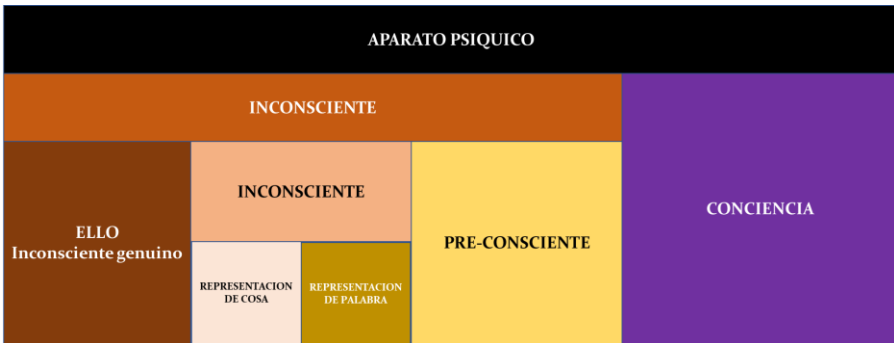 APARATO PSIQUICO
INCONSCIENTE
CONCIENCIA
ELLO
Inconsciente genuino
INCONSCIENTE
PRE-CONSCIENTE
REPRESENTACION
DE COSA
REPRESENTACION
DE PALABRA